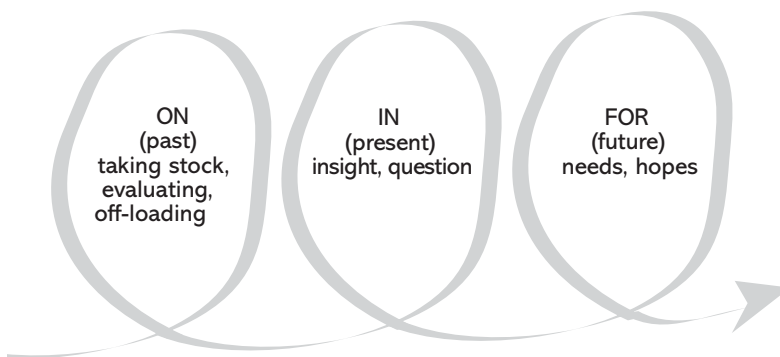 ON
(past)
taking stock,
evaluating,
off-loading
IN
(present)
insight, question
FOR
(future)
needs, hopes